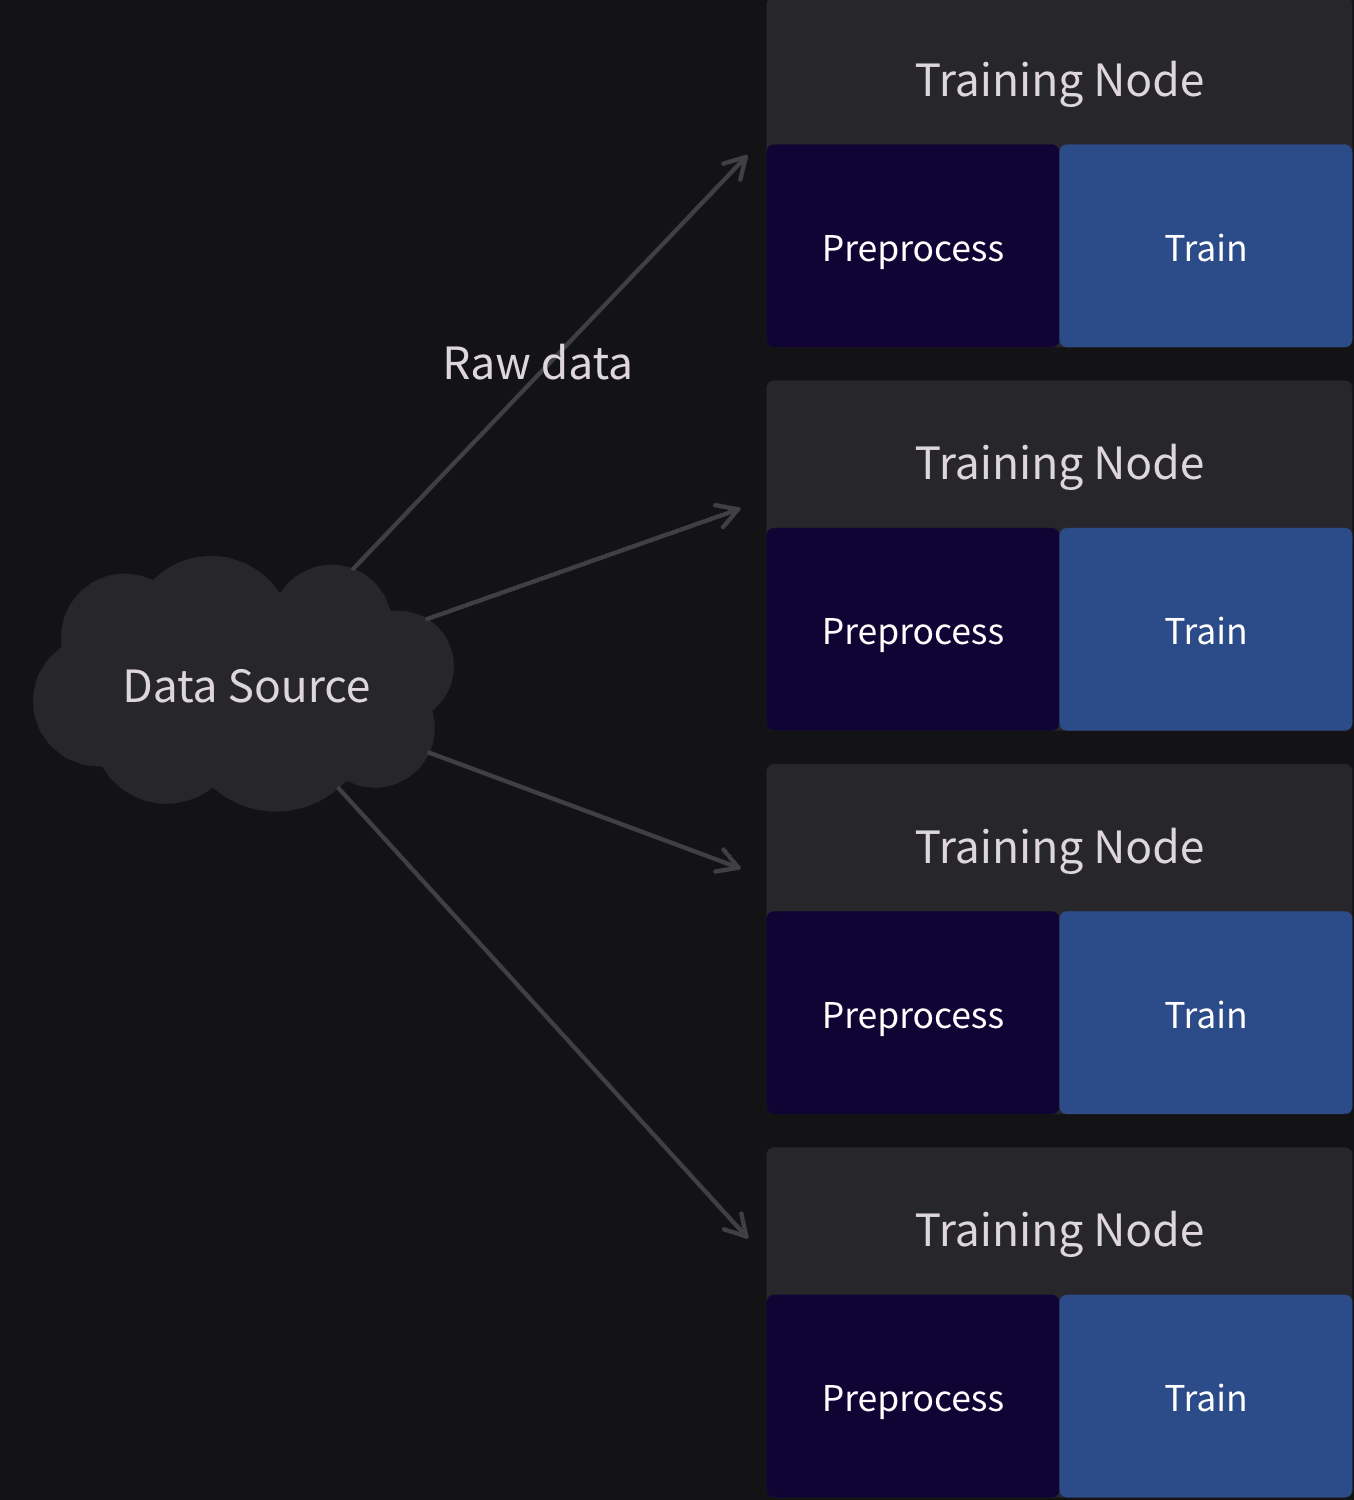 Training Node
Preprocess
Train
Raw data
Training Node
Preprocess
Train
Data Source
Training Node
Preprocess
Train
Training Node
Preprocess
Train